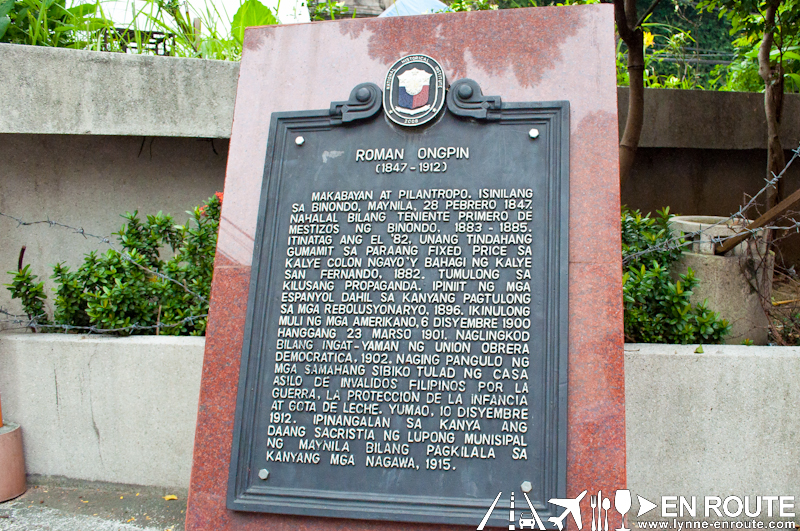 NATIONAL HISTORICAL INSTITUTE
2008
ROMAN ONGPIN
(1847 - 1912)
MAKABAYAN AT PILANTROPO. ISINILANG
SA BINONDO, MAYNILA, 28 PEBRERO 1847.
NAHALAL BILANG TENIENTE PRIMERO DE
MESTIZOS NG BINONDO, 1883 - 1885.
ITINATAG ANG EL '82, UNANG TINDAHANG
GUMAMIT SA PARAANG FIXED PRICE SA
KALYE COLON NGAYO'Y BAHAGI NG KALYE
SAN FERNANDO, 1882. TUMULONG SA
KILUSANG PROPAGANDA. IPINIIT NG MGA
ESPANYOL DAHIL SA KANYANG PAGTULONG
SA MGA REBOLUSYONARYO, 1896. IKINULONG
MULI NG MGA AMERIKANO, 6 DISYEMBRE 1900
HANGGANG 23 MARSO 1901. NAGLINGKOD
BILANG INGAT-YAMAN NG UNION OBRERA
DEMOCRATICA, 1902. NAGING PANGULO NG
MGA SAMAHANG SIBIKO TULAD NG CASA
ASILO DE INVALIDOS FILIPINOS POR LA
GUERRA, LA PROTECCION DE LA INFANCIA
AT GOTA DE LECHE. YUMAO, 10 DISYEMBRE
1912. IPINANGALAN SA KANYA ANG
DAANG SACRISTIA NG LUPONG MUNISIPAL
NG MAYNILA BILANG PAGKILALA SA
KANYANG MGA NAGAWA, 1915.
EN ROUTE
www.lynne-enroute.com